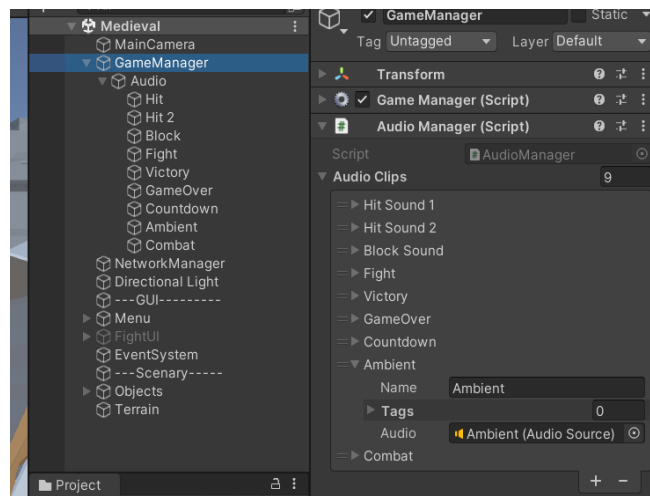 Medieval
MainCamera
GameManager
Audio
Hit
Hit 2
Block
Fight
Victory
GameOver
Countdown
Ambient
Combat
NetworkManager
Directional Light
---GUI---------
Menu
FightUI
EventSystem
---Scenary-----
Objects
Terrain
Project
GameManager
Static
Tag Untagged
Layer Default
Transform
Game Manager (Script)
Audio Manager (Script)
Script AudioManager
Audio Clips 9
Hit Sound 1
Hit Sound 2
Block Sound
Fight
Victory
GameOver
Countdown
Ambient
Name Ambient
Tags 0
Audio Ambient (Audio Source)
Combat